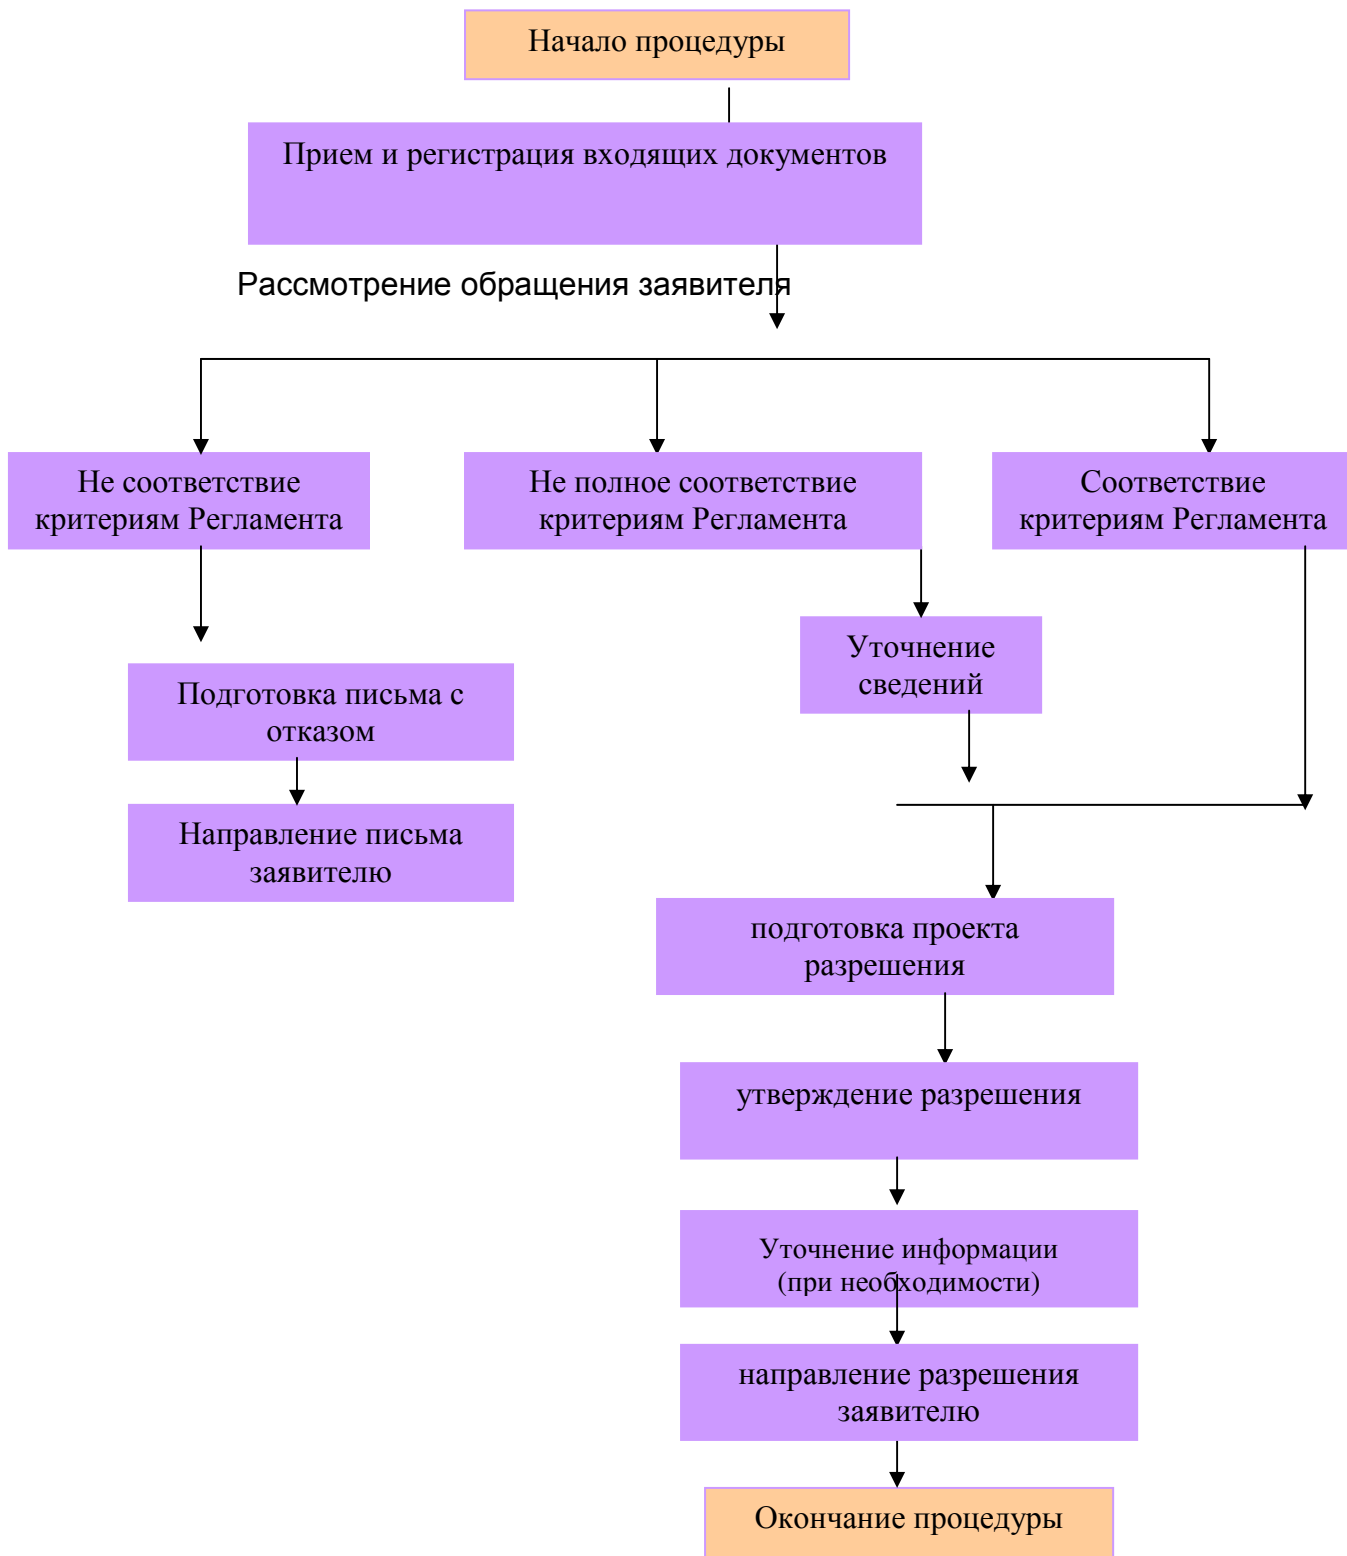 Начало процедуры
Прием и регистрация входящих документов
Рассмотрение обращения заявителя
Не соответствие
критериям Регламента
Не полное соответствие
критериям Регламента
Соответствие
критериям Регламента
Уточнение
сведений
Подготовка письма с
отказом
Направление письма
заявителю
подготовка проекта
разрешения
утверждение разрешения
Уточнение информации
(при необходимости)
направление разрешения
заявителю
Окончание процедуры